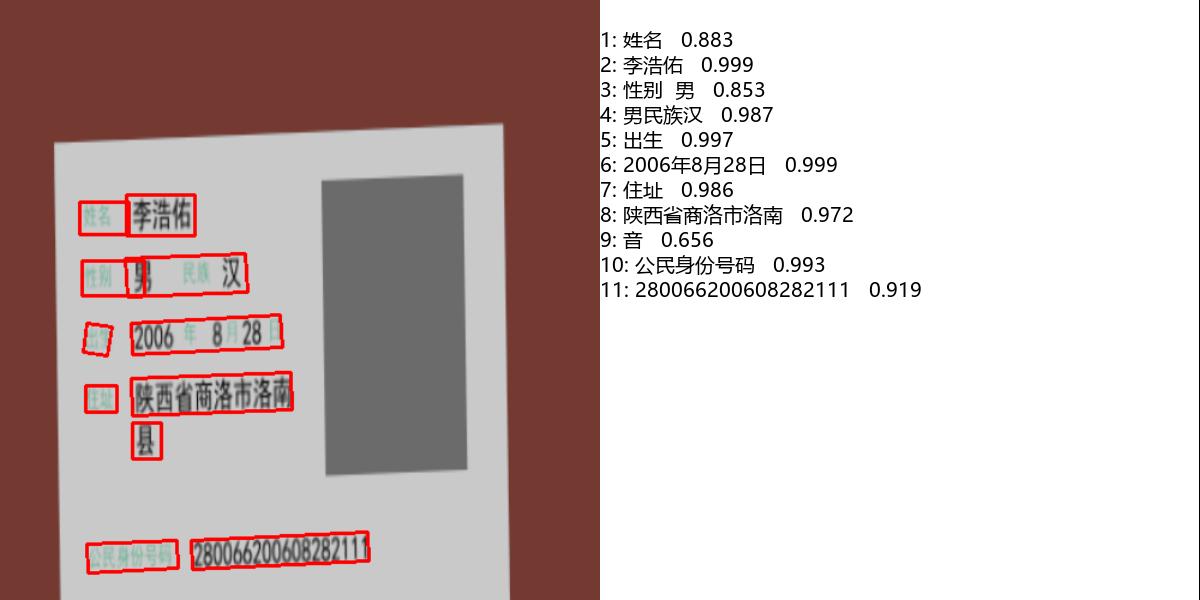 姓名 李浩佑
性别 男 民族 汉
出生 2006 年 8 月 28 日
住址 陕西省商洛市洛南
县
公民身份号码 280066200608282111
1: 姓名 0.883
2: 李浩佑 0.999
3: 性别 男 0.853
4: 男民族汉 0.987
5: 出生 0.997
6: 2006年8月28日 0.999
7: 住址 0.986
8: 陕西省商洛市洛南 0.972
9: 音 0.656
10: 公民身份号码 0.993
11: 280066200608282111 0.919